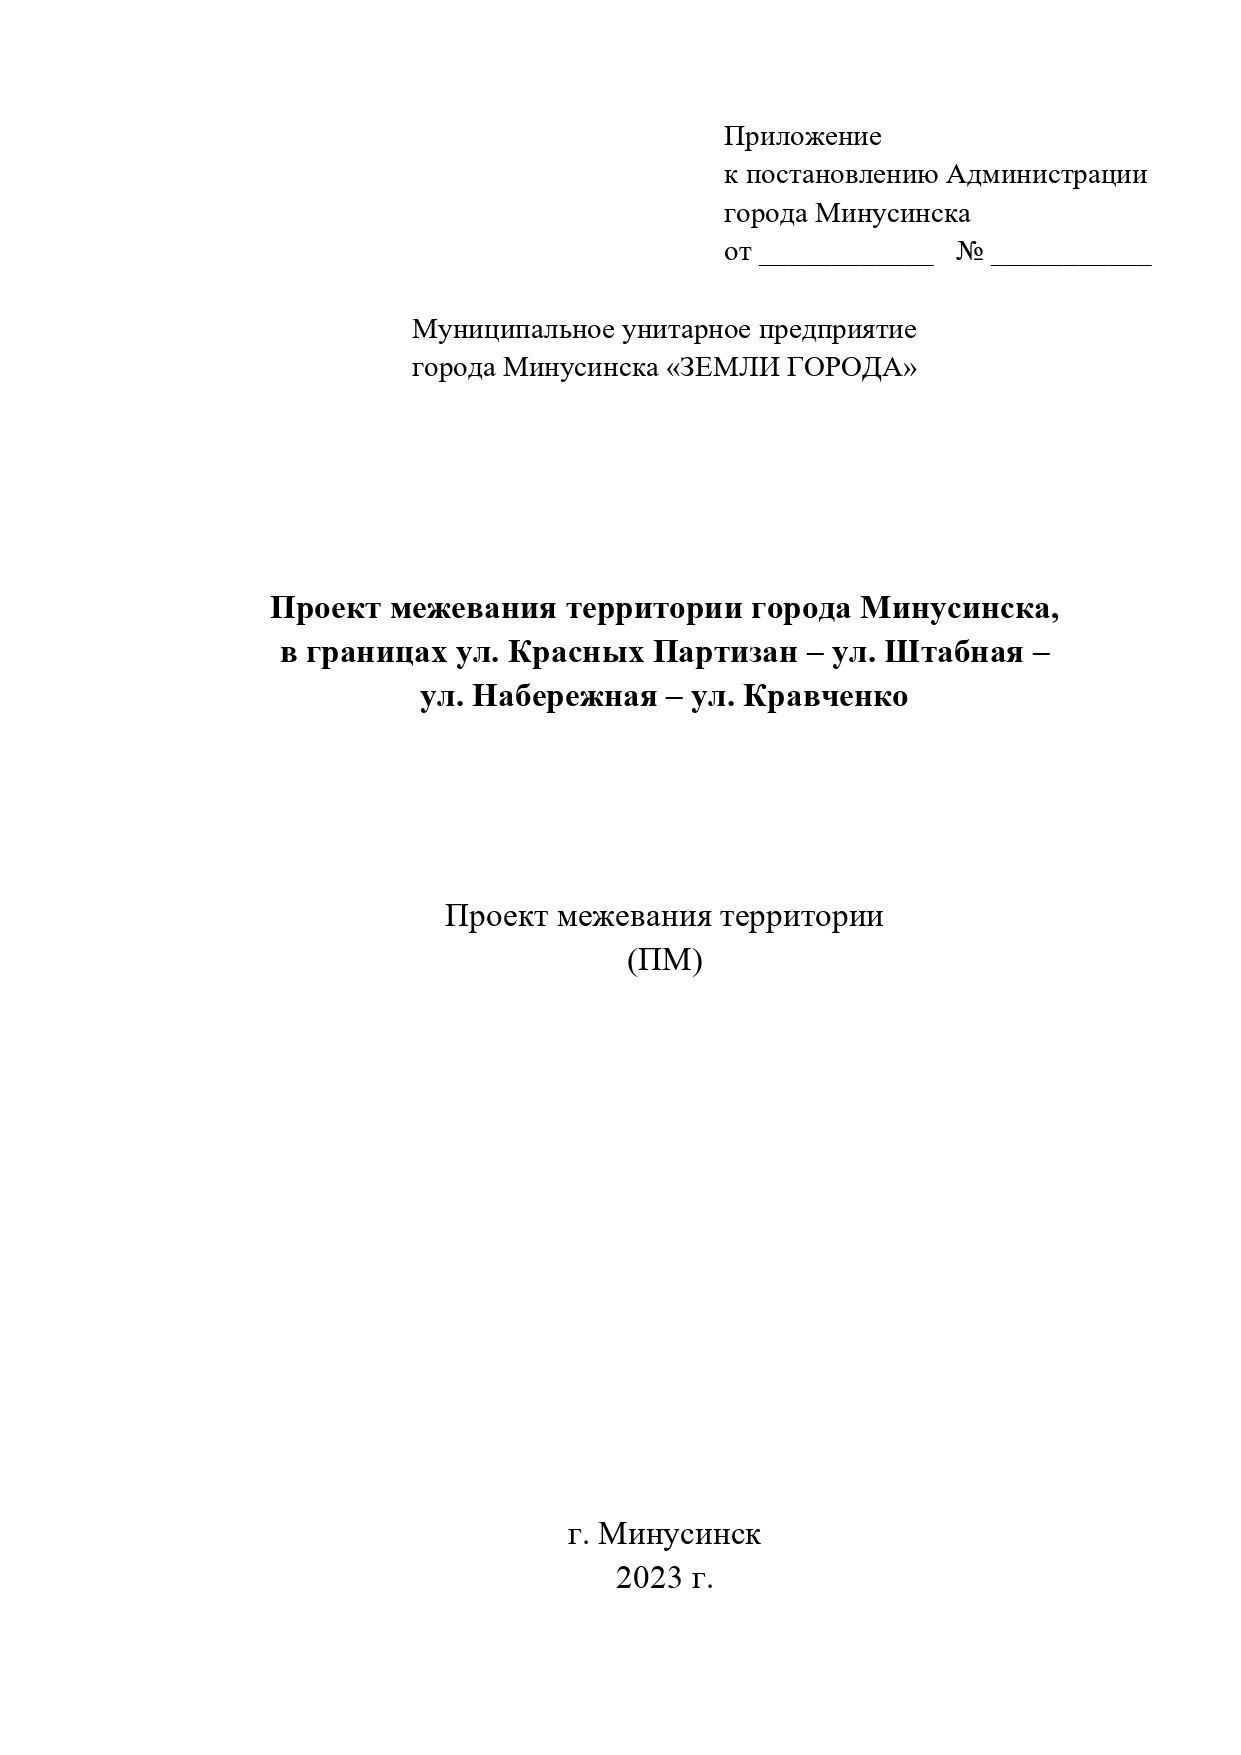 Приложение
к постановлению Администрации
города Минусинска
от ____________ № ___________
Муниципальное унитарное предприятие
города Минусинска «ЗЕМЛИ ГОРОДА»
Проект межевания территории города Минусинска,
в границах ул. Красных Партизан – ул. Штабная –
ул. Набережная – ул. Кравченко
Проект межевания территории
(ПМ)
г. Минусинск
2023 г.